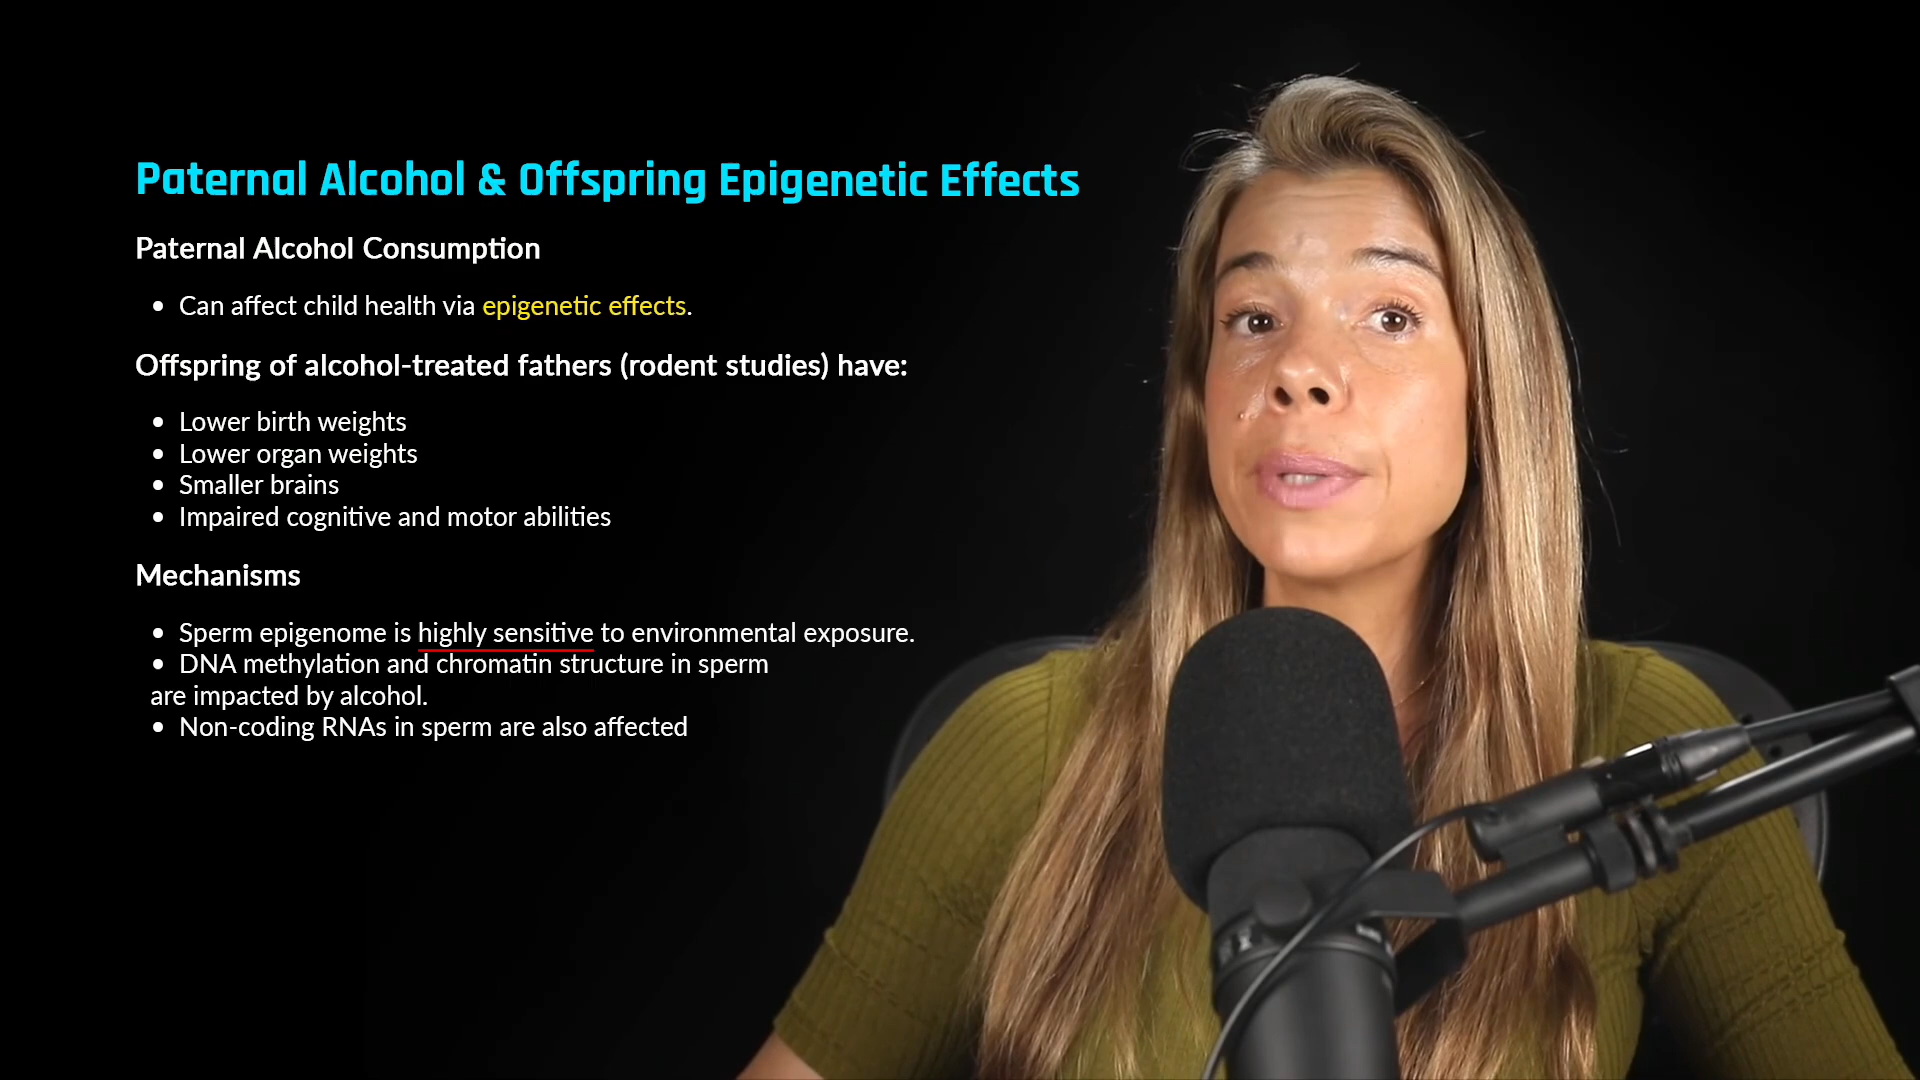 Paternal Alcohol & Offspring Epigenetic Effects
Paternal Alcohol Consumption
• Can affect child health via epigenetic effects.
Offspring of alcohol-treated fathers (rodent studies) have:
• Lower birth weights
• Lower organ weights
• Smaller brains
• Impaired cognitive and motor abilities
Mechanisms
• Sperm epigenome is highly sensitive to environmental exposure.
• DNA methylation and chromatin structure in sperm
are impacted by alcohol.
• Non-coding RNAs in sperm are also affected